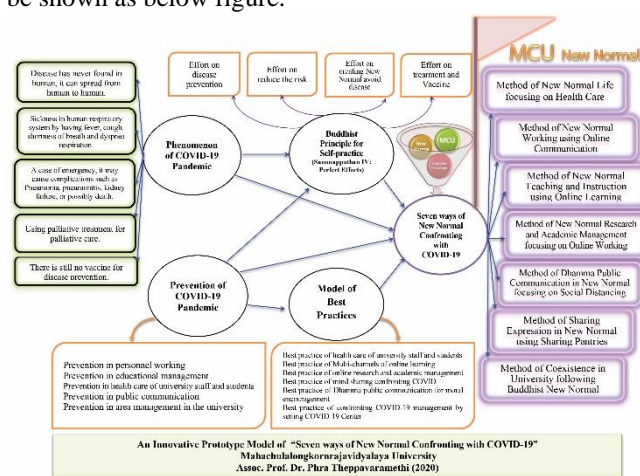 be shown as below figure.
MCU New Normal
Effort on
disease
prevention
Effort on
reduce the risk
Effort on
creating New
Normal avoid
disease
Effort on
treatment and
Vaccine
Disease has never found in
human, it can spread from
human to human.
Sickness in human respiratory
system by having fever, cough,
shortness of breath and dyspnea
respiration.
A case of emergency, it may
cause complications such as
Pneumonia, pneumonitis, kidney
failure, or possibly death.
Using palliative treatment for
palliative care.
There is still no vaccine for
disease prevention.
Phenomenon
of COVID-19
Pandemic
Buddhist
Principle for
Self-practice
Perfect Efforts)
MCU
Seven ways of
New Normal
Confronting
with
COVID-19
Prevention
of COVID-19
Pandemic
Model of
Best
Practices
Method of New Normal Life
focusing on Health Care
Method of New Normal
Working using Online
Communication
Method of New Normal
Teaching and Instruction
using Online Learning
Method of New Normal Research
and Academic Management
focusing on Online Working
Method of Dhamma Public
Communication in New Normal
focusing on Social Distancing
Method of Sharing
Expression in New Normal
using Sharing Pantries
Method of Coexistence in
University following
Buddhist New Normal
Prevention in personnel working
Prevention in educational management
Prevention in health care of university staff and students
Prevention in public communication
Prevention in area management in the university
Best practice of health care of university staff and students
Best practice of Multi-channels of online learning
Best practice of online research and academic management
Best practice of mind sharing confronting COVID
Best practice of Dhamma public communication for moral
encouragement
Best practice of confronting COVID-19 management by
setting COVID-19 Center
An Innovative Prototype Model of “Seven ways of New Normal Confronting with COVID-19”
Mahachulalongkornrajavidyalaya University
Assoc. Prof. Dr. Phra Theppavaramethi (2020)